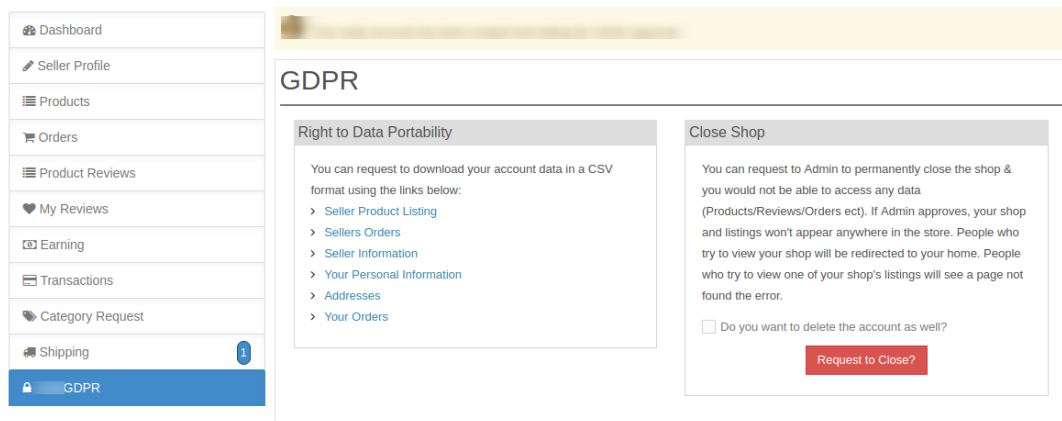 Dashboard
Seller Profile
Products
Orders
Product Reviews
My Reviews
Earning
Transactions
Category Request
Shipping 1
GDPR
GDPR
Right to Data Portability
You can request to download your account data in a CSV
format using the links below:
Seller Product Listing
Sellers Orders
Seller Information
Your Personal Information
Addresses
Your Orders
Close Shop
You can request to Admin to permanently close the shop &
you would not be able to access any data
(Products/Reviews/Orders ect). If Admin approves, your shop
and listings won't appear anywhere in the store. People who
try to view your shop will be redirected to your home. People
who try to view one of your shop's listings will see a page not
found the error.
Do you want to delete the account as well?
Request to Close?